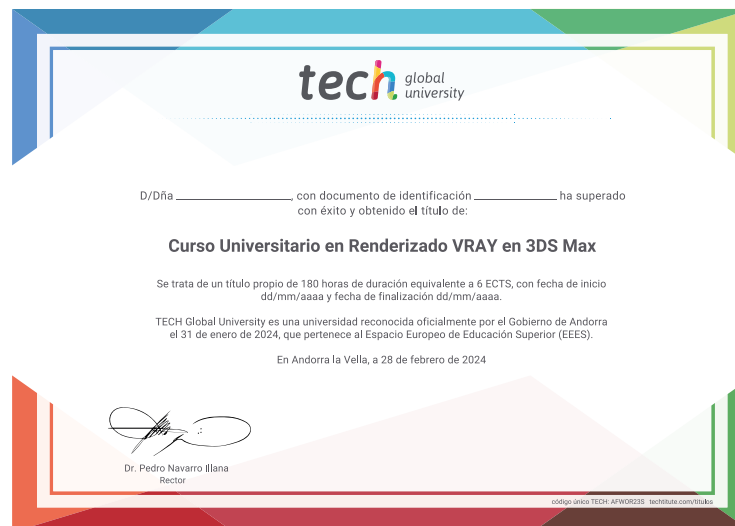 tech global
university
D/Dña ____________, con documento de identificación ____________ ha superado
con éxito y obtenido el título de:
Curso Universitario en Renderizado VRAY en 3DS Max
Se trata de un título propio de 180 horas de duración equivalente a 6 ECTS, con fecha de inicio
dd/mm/aaaa y fecha de finalización dd/mm/aaaa.
TECH Global University es una universidad reconocida oficialmente por el Gobierno de Andorra
el 31 de enero de 2024, que pertenece al Espacio Europeo de Educación Superior (EEES).
En Andorra la Vella, a 28 de febrero de 2024
Dr. Pedro Navarro Illana
Rector
código único TECH: AFWOR23S techtitute.com/titulos